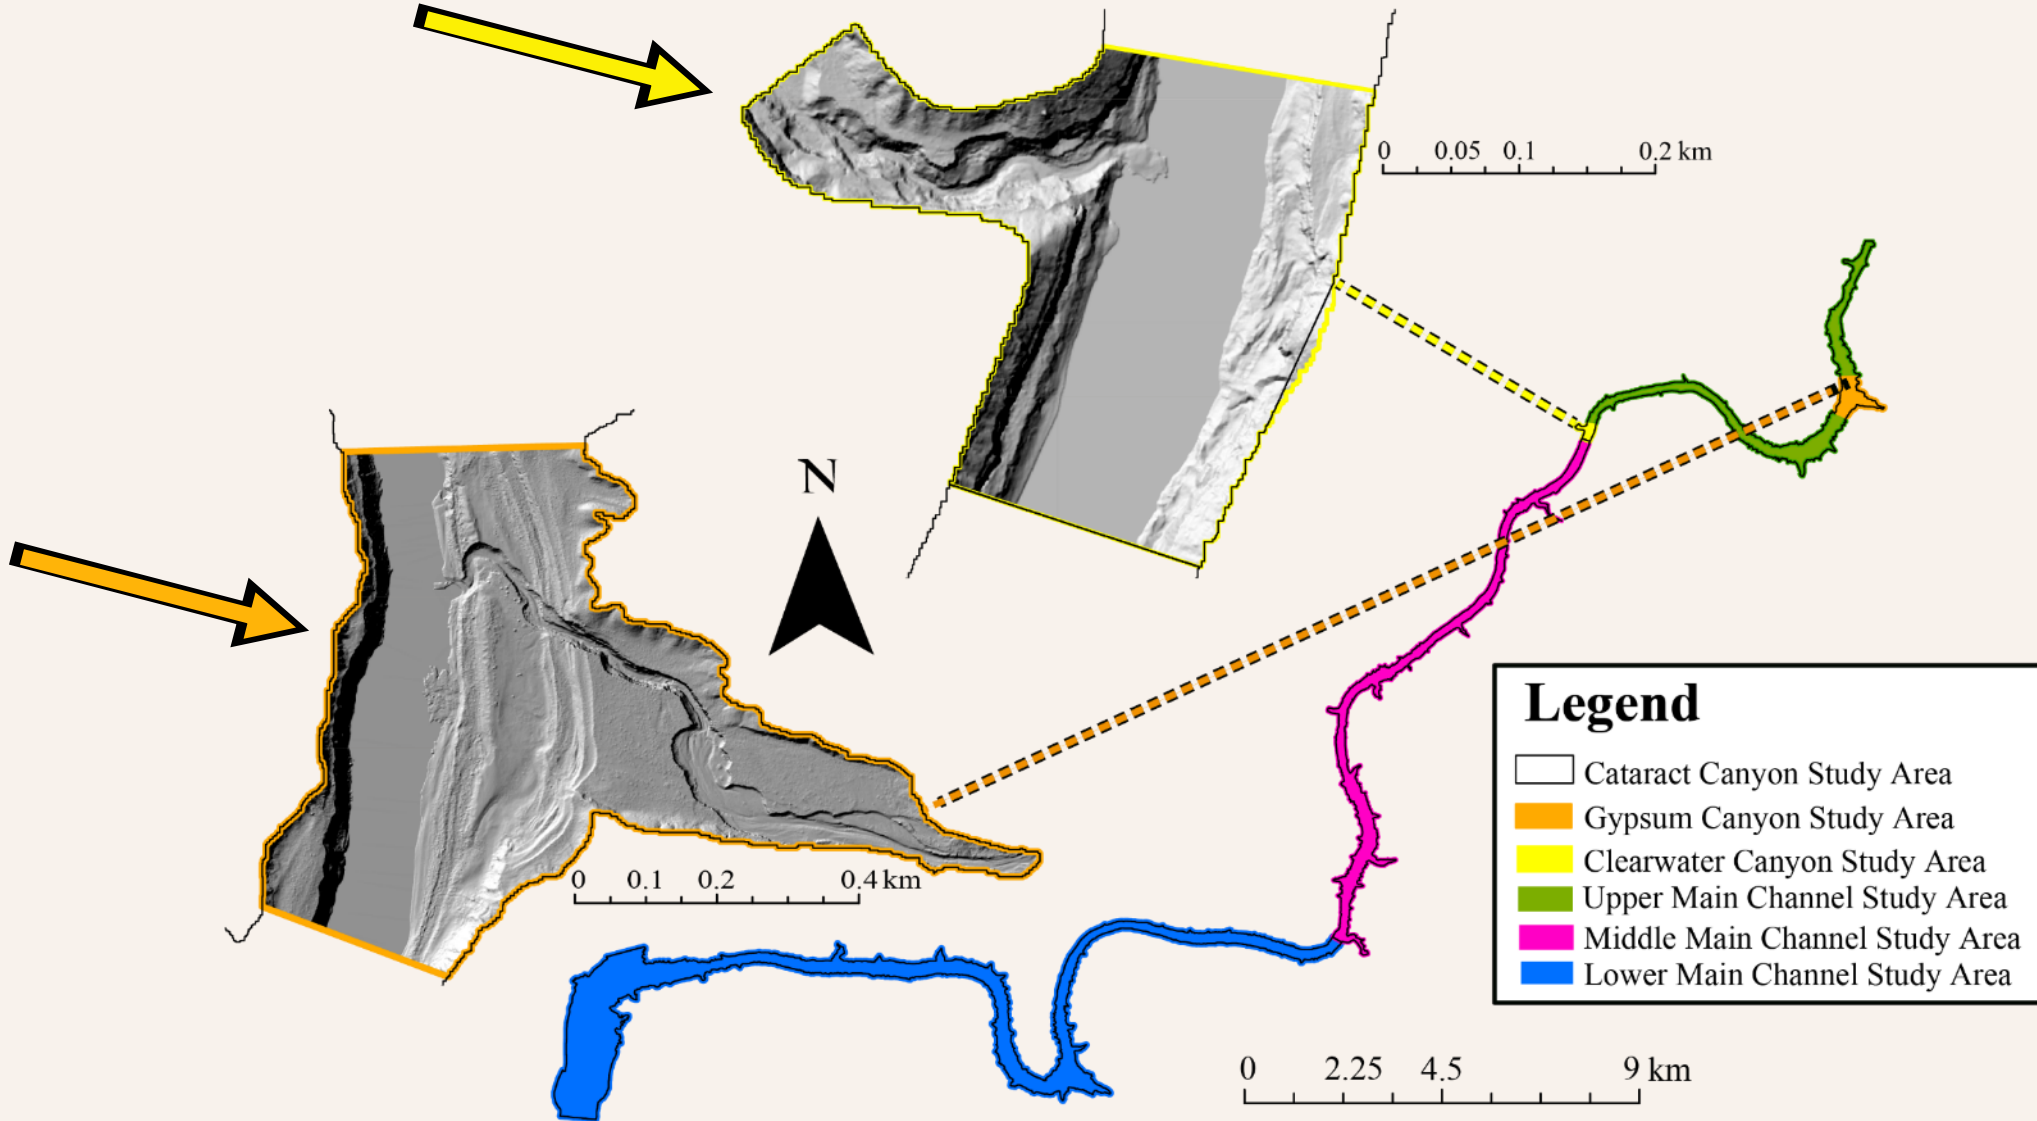 0 0.05 0.1 0.2 km
N
0 0.1 0.2 0.4 km
Legend
Cataract Canyon Study Area
Gypsum Canyon Study Area
Clearwater Canyon Study Area
Upper Main Channel Study Area
Middle Main Channel Study Area
Lower Main Channel Study Area
0 2.25 4.5 9 km